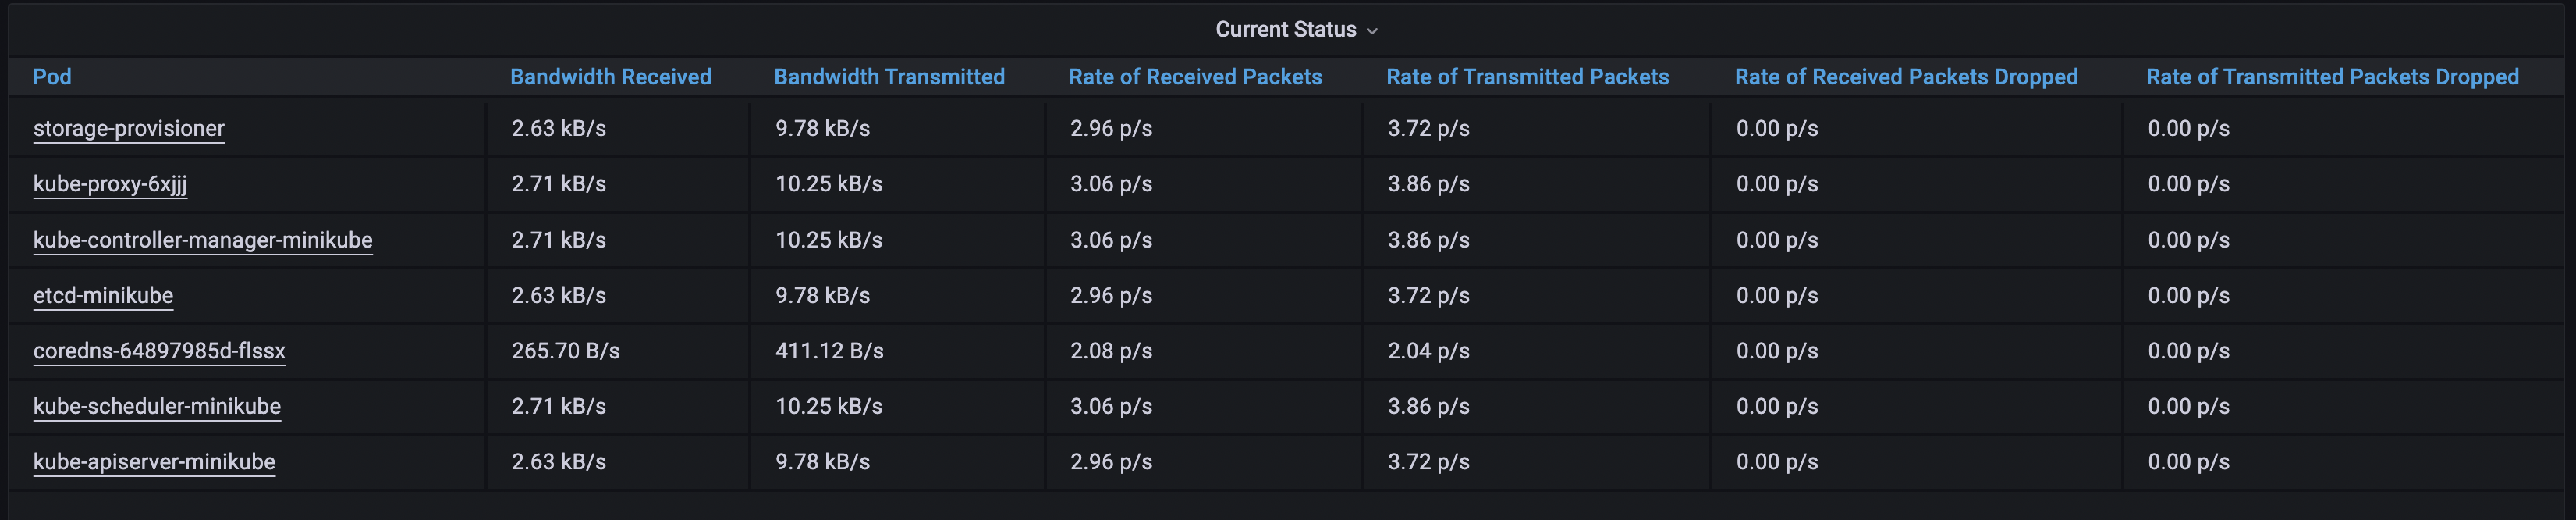 Current Status
Pod Bandwidth Received Bandwidth Transmitted Rate of Received Packets Rate of Transmitted Packets Rate of Received Packets Dropped Rate of Transmitted Packets Dropped
storage-provisioner 2.63 kB/s 9.78 kB/s 2.96 p/s 3.72 p/s 0.00 p/s 0.00 p/s
kube-proxy-6xjjj 2.71 kB/s 10.25 kB/s 3.06 p/s 3.86 p/s 0.00 p/s 0.00 p/s
kube-controller-manager-minikube 2.71 kB/s 10.25 kB/s 3.06 p/s 3.86 p/s 0.00 p/s 0.00 p/s
etcd-minikube 2.63 kB/s 9.78 kB/s 2.96 p/s 3.72 p/s 0.00 p/s 0.00 p/s
coredns-64897985d-flssx 265.70 B/s 411.12 B/s 2.08 p/s 2.04 p/s 0.00 p/s 0.00 p/s
kube-scheduler-minikube 2.71 kB/s 10.25 kB/s 3.06 p/s 3.86 p/s 0.00 p/s 0.00 p/s
kube-apiserver-minikube 2.63 kB/s 9.78 kB/s 2.96 p/s 3.72 p/s 0.00 p/s 0.00 p/s